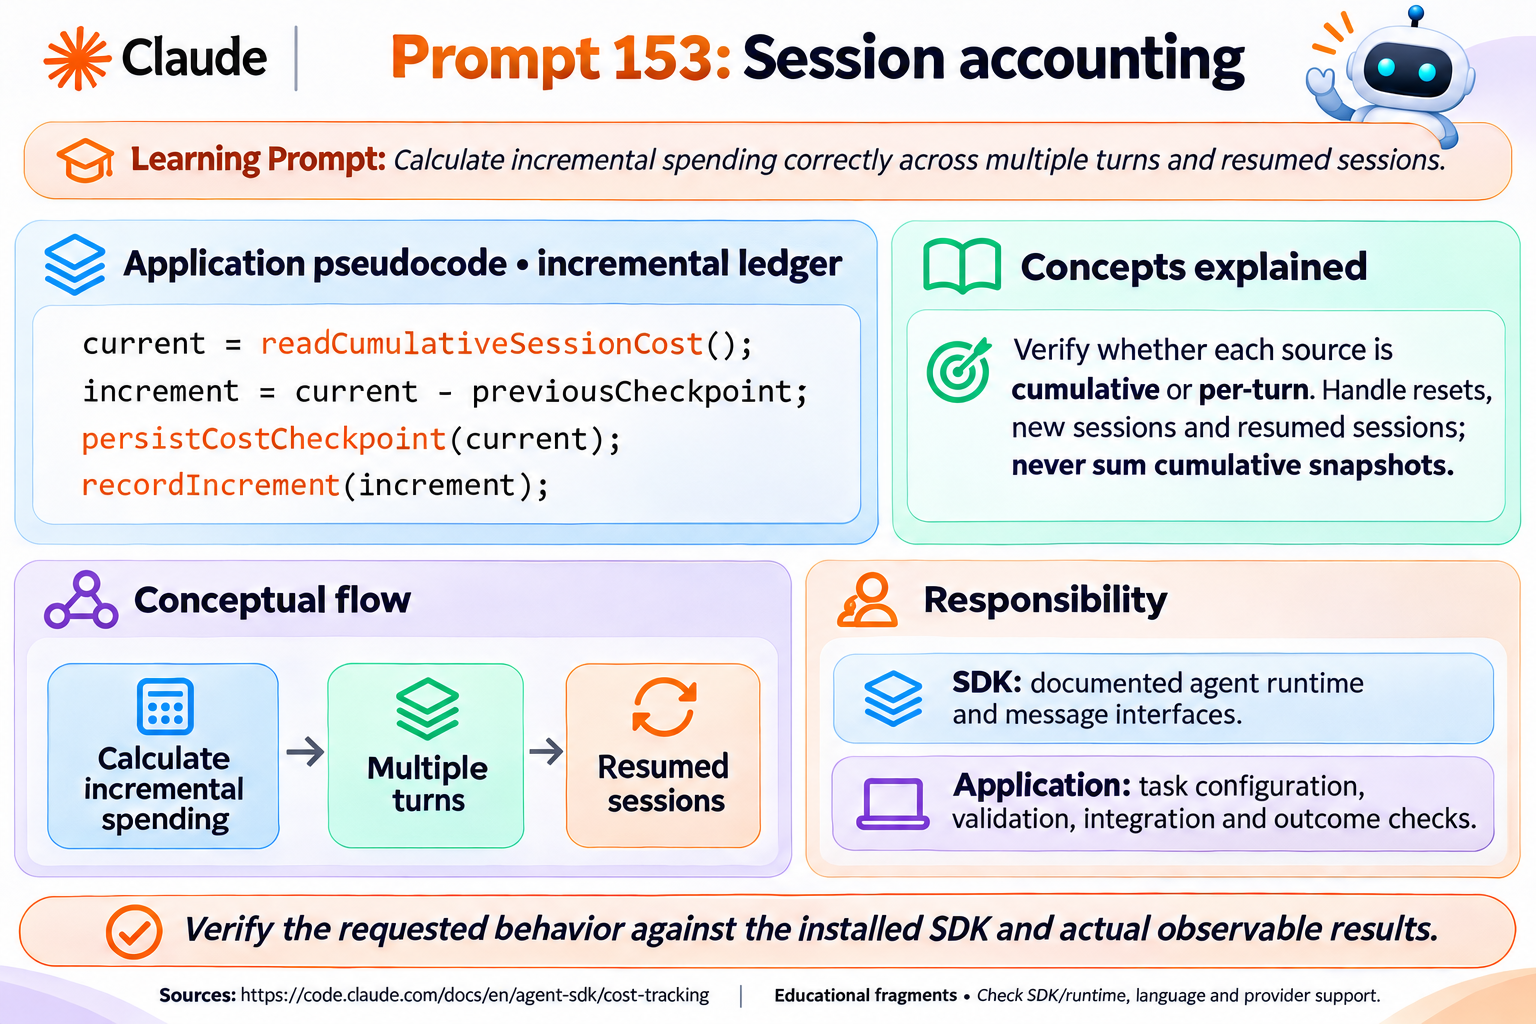 Claude
Prompt 153: Session accounting
Learning Prompt: Calculate incremental spending correctly across multiple turns and resumed sessions.
Application pseudocode • incremental ledger
current = readCumulativeSessionCost();
increment = current - previousCheckpoint;
persistCostCheckpoint(current);
recordIncrement(increment);
Concepts explained
Verify whether each source is
cumulative or per-turn. Handle resets,
new sessions and resumed sessions;
never sum cumulative snapshots.
Conceptual flow
Calculate
incremental
spending
Multiple
turns
Resumed
sessions
Responsibility
SDK: documented agent runtime
and message interfaces.
Application: task configuration,
validation, integration and outcome checks.
Verify the requested behavior against the installed SDK and actual observable results.
Sources: https://code.claude.com/docs/en/agent-sdk/cost-tracking
Educational fragments • Check SDK/runtime, language and provider support.